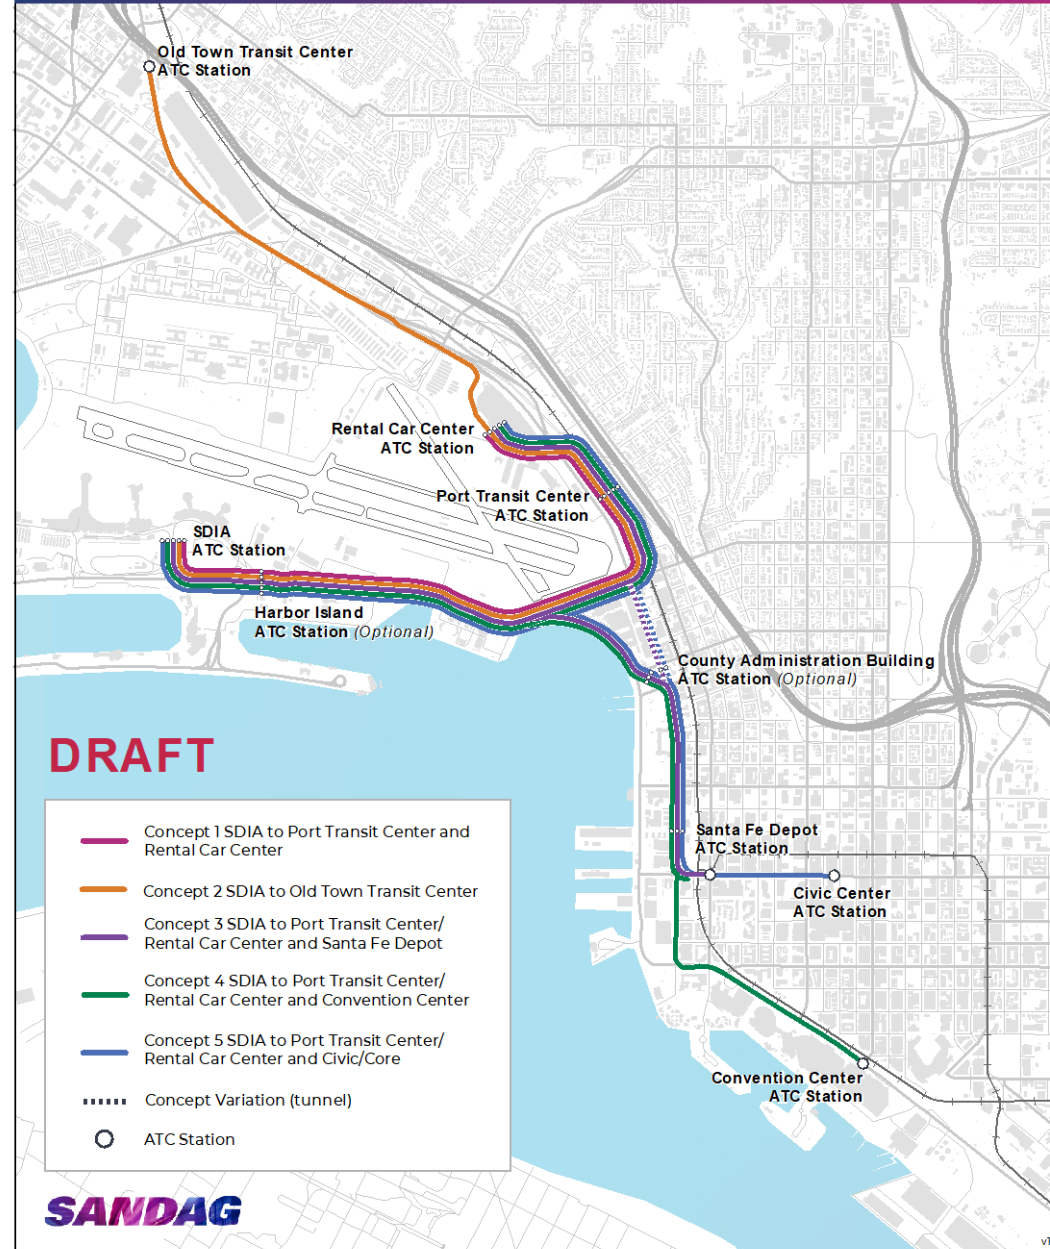 Old Town Transit Center
ATC Station
Rental Car Center
ATC Station
Port Transit Center
ATC Station
SDIA
ATC Station
Harbor Island
ATC Station (Optional)
County Administration Building
ATC Station (Optional)
Santa Fe Depot
ATC Station
Civic Center
ATC Station
Convention Center
ATC Station
DRAFT
Concept 1 SDIA to Port Transit Center and
Rental Car Center
Concept 2 SDIA to Old Town Transit Center
Concept 3 SDIA to Port Transit Center/
Rental Car Center and Santa Fe Depot
Concept 4 SDIA to Port Transit Center/
Rental Car Center and Convention Center
Concept 5 SDIA to Port Transit Center/
Rental Car Center and Civic/Core
Concept Variation (tunnel)
ATC Station
SANDAG
v1